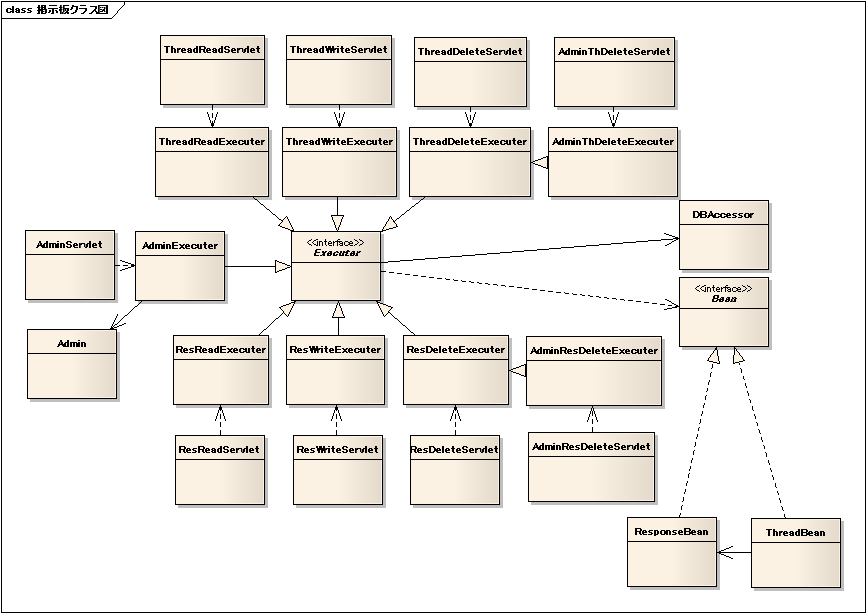 class 掲示板クラス図
ThreadReadServlet
ThreadWriteServlet
ThreadDeleteServlet
AdminThDeleteServlet
ThreadReadExecuter
ThreadWriteExecuter
ThreadDeleteExecuter
AdminThDeleteExecuter
DBAccessor
AdminServlet
AdminExecuter
<<interface>>
Executer
<<interface>>
Bean
Admin
ResReadExecuter
ResWriteExecuter
ResDeleteExecuter
AdminResDeleteExecuter
ResReadServlet
ResWriteServlet
ResDeleteServlet
AdminResDeleteServlet
ResponseBean
ThreadBean